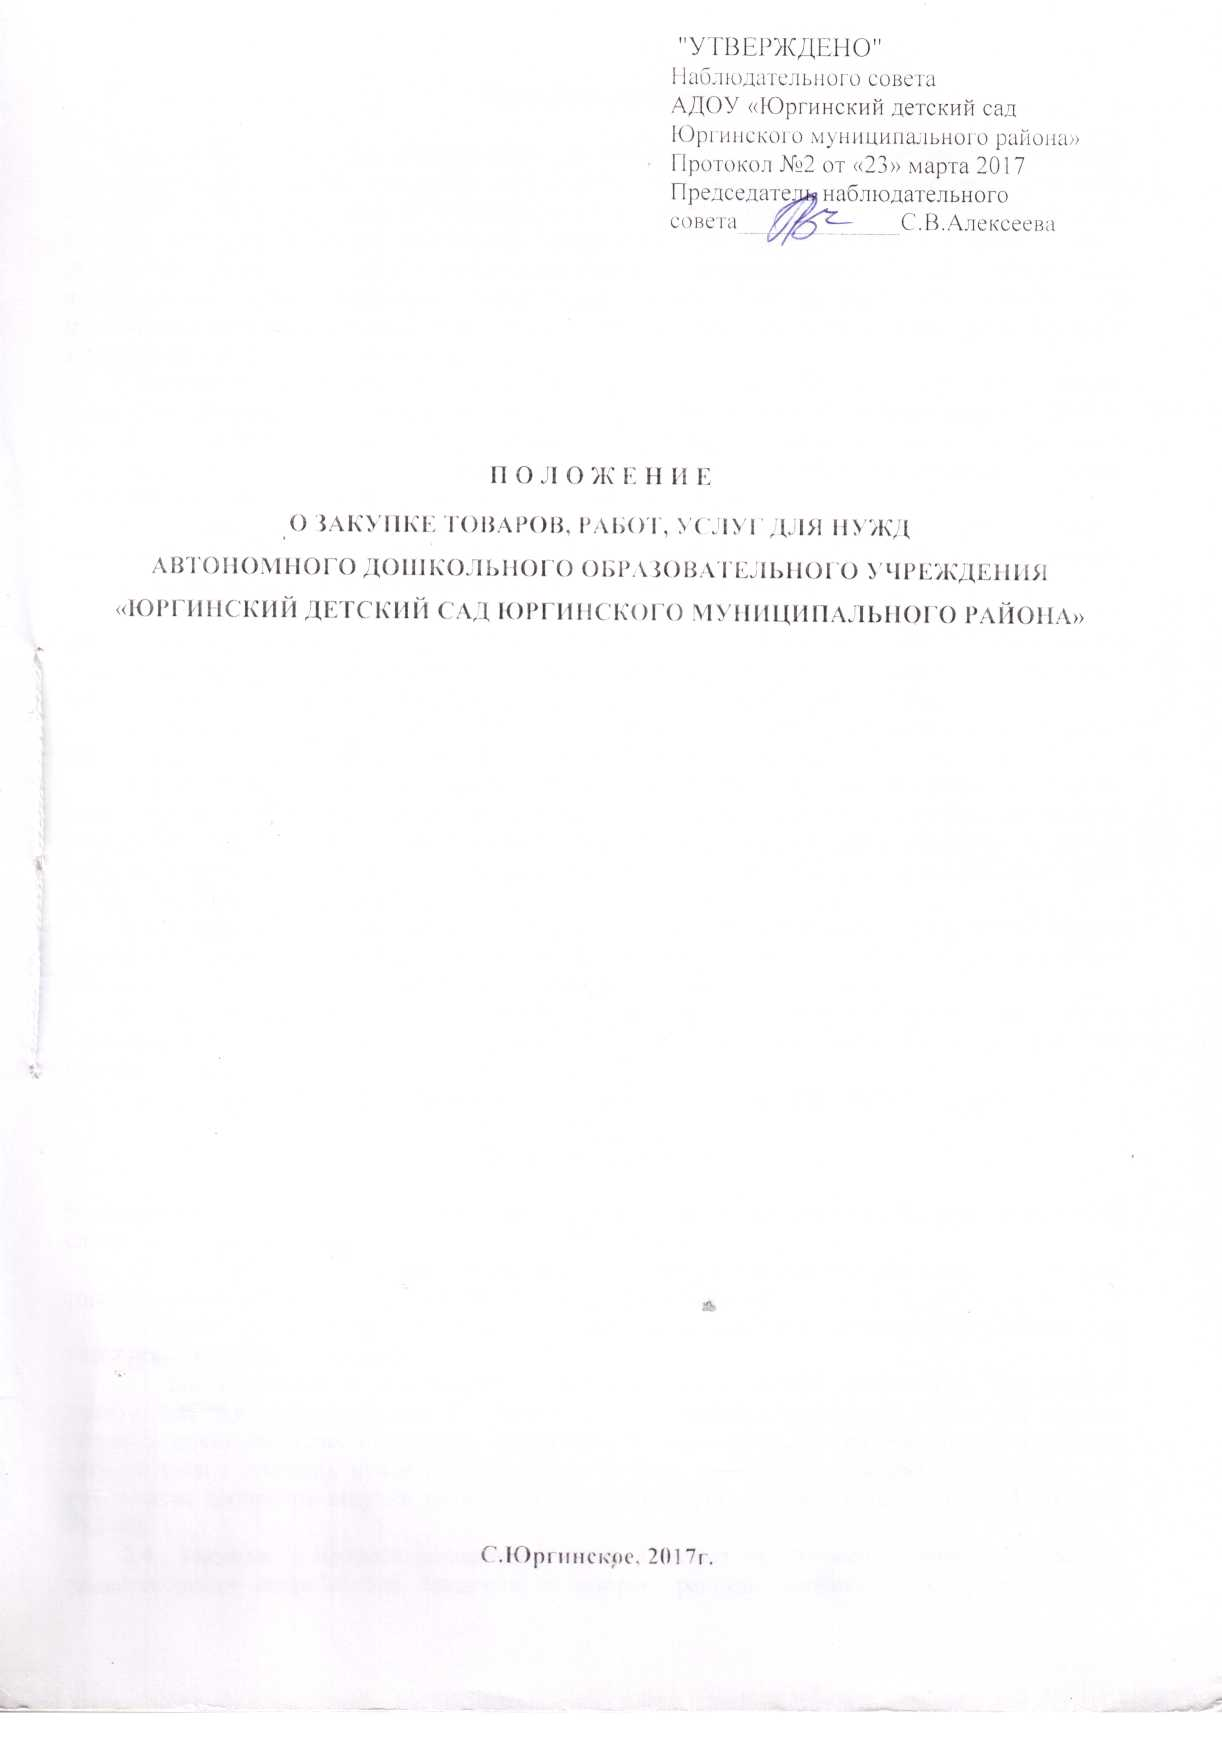 "УТВЕРЖДЕНО"
Наблюдательного совета
АДОУ «Юргинский детский сад
Юргинского муниципального района»
Протокол №2 от «23» марта 2017
Председатель наблюдательного
совета____________С.В.Алексеева
П О Л О Ж Е Н И Е
О ЗАКУПКЕ ТОВАРОВ, РАБОТ, УСЛУГ ДЛЯ НУЖД
АВТОНОМНОГО ДОШКОЛЬНОГО ОБРАЗОВАТЕЛЬНОГО УЧРЕЖДЕНИЯ
«ЮРГИНСКИЙ ДЕТСКИЙ САД ЮРГИНСКОГО МУНИЦИПАЛЬНОГО РАЙОНА»
С.Юргинское, 2017г.